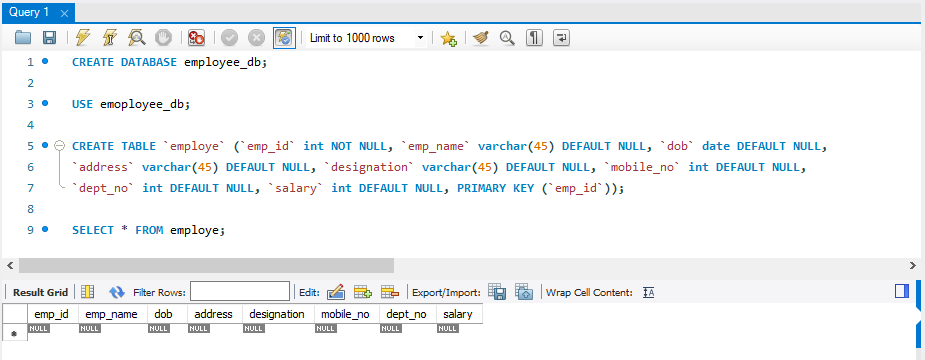 Query 1
Limit to 1000 rows
1 CREATE DATABASE employee_db;
2
3 USE emoployee_db;
4
5 CREATE TABLE `employe` (`emp_id` int NOT NULL, `emp_name` varchar(45) DEFAULT NULL, `dob` date DEFAULT NULL,
6 `address` varchar(45) DEFAULT NULL, `designation` varchar(45) DEFAULT NULL, `mobile_no` int DEFAULT NULL,
7 `dept_no` int DEFAULT NULL, `salary` int DEFAULT NULL, PRIMARY KEY (`emp_id`));
8
9 SELECT * FROM employe;
Result Grid Filter Rows: Edit: Export/Import: Wrap Cell Content: IA
emp_id emp_name dob address designation mobile_no dept_no salary
* NULL NULL NULL NULL NULL NULL NULL NULL